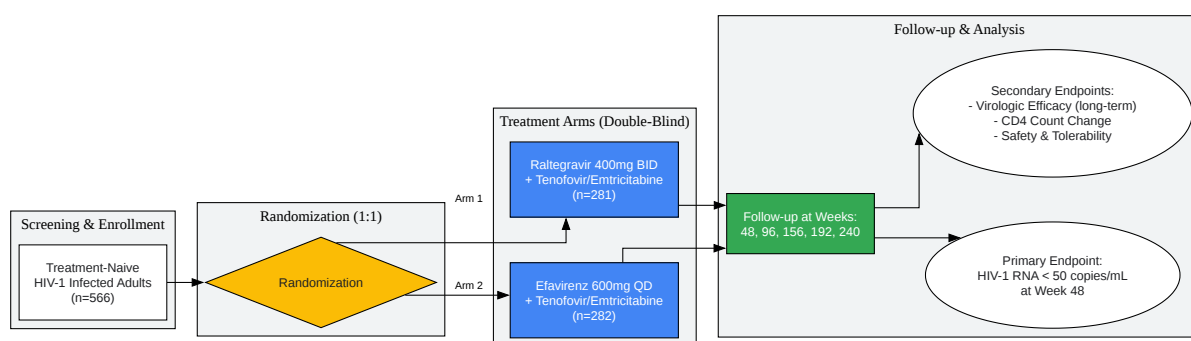 Screening & Enrollment
Treatment-Naive
HIV-1 Infected Adults
(n=566)
Randomization (1:1)
Randomization
Arm 1
Arm 2
Treatment Arms (Double-Blind)
Raltegravir 400mg BID
+ Tenofovir/Emtricitabine
(n=281)
Efavirenz 600mg QD
+ Tenofovir/Emtricitabine
(n=282)
Follow-up & Analysis
Follow-up at Weeks:
48, 96, 156, 192, 240
Secondary Endpoints:
- Virologic Efficacy (long-term)
- CD4 Count Change
- Safety & Tolerability
Primary Endpoint:
HIV-1 RNA < 50 copies/mL
at Week 48